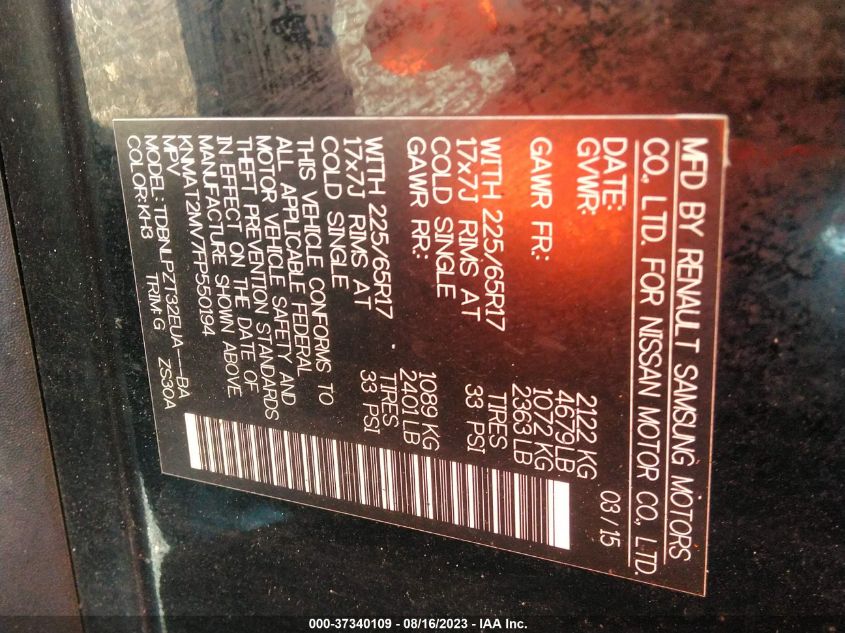 MFD BY RENAULT SAMSUNG MOTORS
CO., LTD. FOR NISSAN MOTOR CO., LTD.
DATE: 03/15
GVWR: 2122 KG
4679LB
GAWR FR: 1072 KG
2363 LB
WITH 225/65R17 TIRES
17x7J RIMS AT 33 PSI
COLD SINGLE
GAWR RR: 1089 KG
2401 LB
WITH 225/65R17 TIRES
17x7J RIMS AT 33 PSI
COLD SINGLE
THIS VEHICLE CONFORMS TO
ALL APPLICABLE FEDERAL
MOTOR VEHICLE SAFETY AND
THEFT PREVENTION STANDARDS
IN EFFECT ON THE DATE OF
MANUFACTURE SHOWN ABOVE
KNMAT2MV7FP550194
MPV
MODEL: TDBNLPZT32EUA---BA
COLOR:KH3 TRIM:G ZS30A
000-37340109 - 08/16/2023 - IAA Inc.